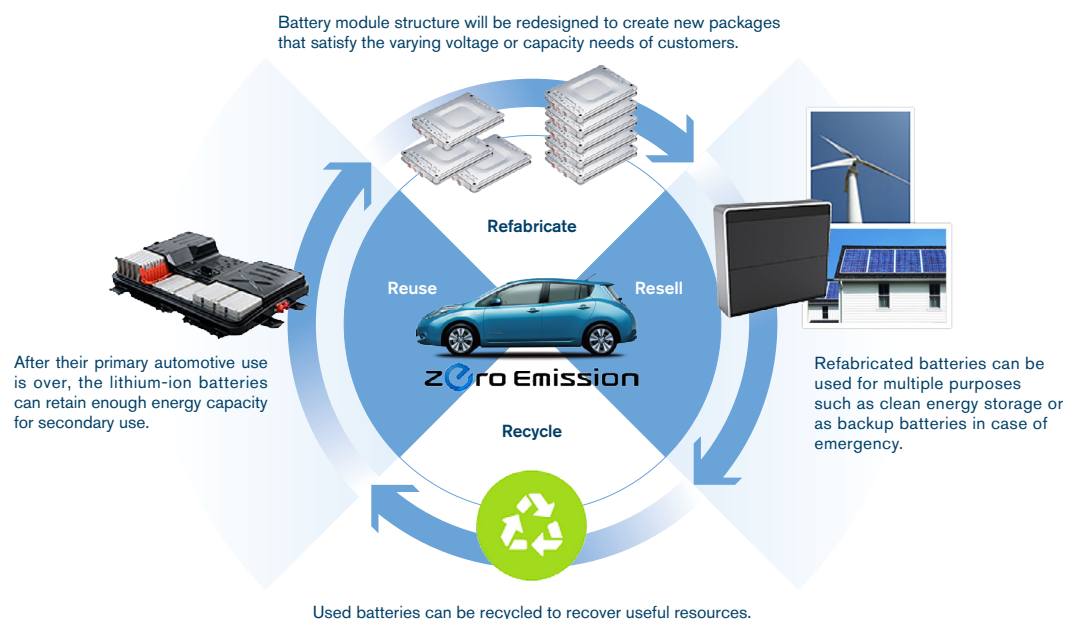 Battery module structure will be redesigned to create new packages
that satisfy the varying voltage or capacity needs of customers.
Refabricate
Reuse
Resell
zero Emission
After their primary automotive use
is over, the lithium-ion batteries
can retain enough energy capacity
for secondary use.
Refabricated batteries can be
used for multiple purposes
such as clean energy storage or
as backup batteries in case of
emergency.
Recycle
Used batteries can be recycled to recover useful resources.